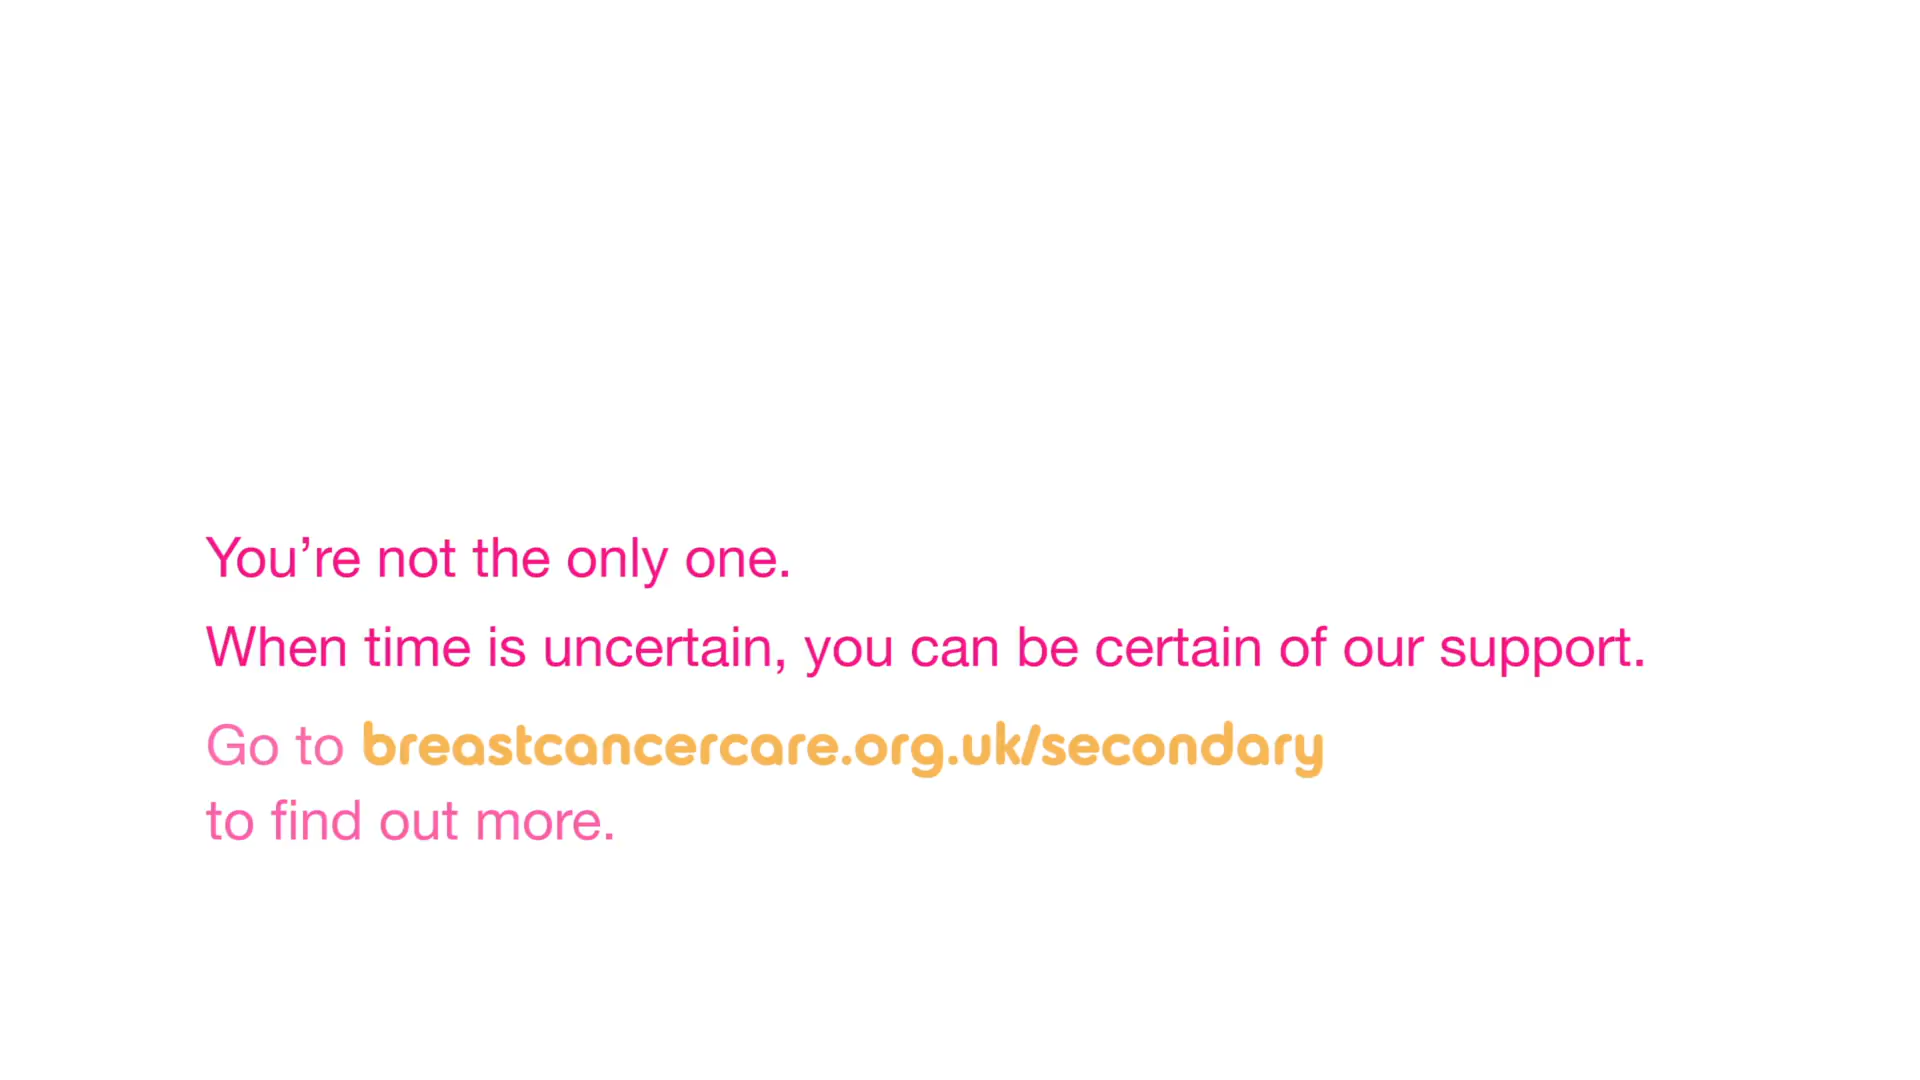 You’re not the only one.
When time is uncertain, you can be certain of our support.
Go to breastcancercare.org.uk/secondary
to find out more.